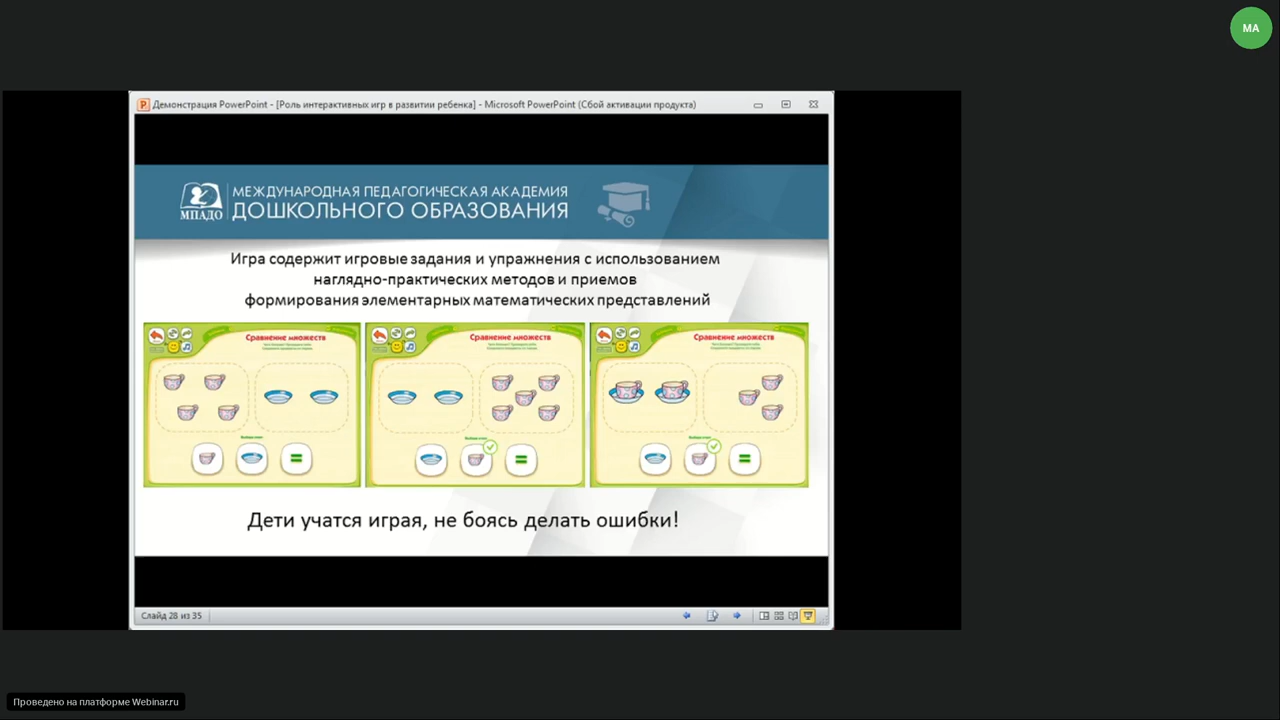 MA
Демонстрация PowerPoint - [Роль интерактивных игр в развитии ребенка] - Microsoft PowerPoint (Сбой активации продукта)
МПАДО
МЕЖДУНАРОДНАЯ ПЕДАГОГИЧЕСКАЯ АКАДЕМИЯ
ДОШКОЛЬНОГО ОБРАЗОВАНИЯ
Игра содержит игровые задания и упражнения с использованием
наглядно-практических методов и приемов
формирования элементарных математических представлений
Сравнение множеств
Сравнение множеств
Сравнение множеств
Дети учатся играя, не боясь делать ошибки!
Слайд 28 из 35
Проведено на платформе Webinar.ru